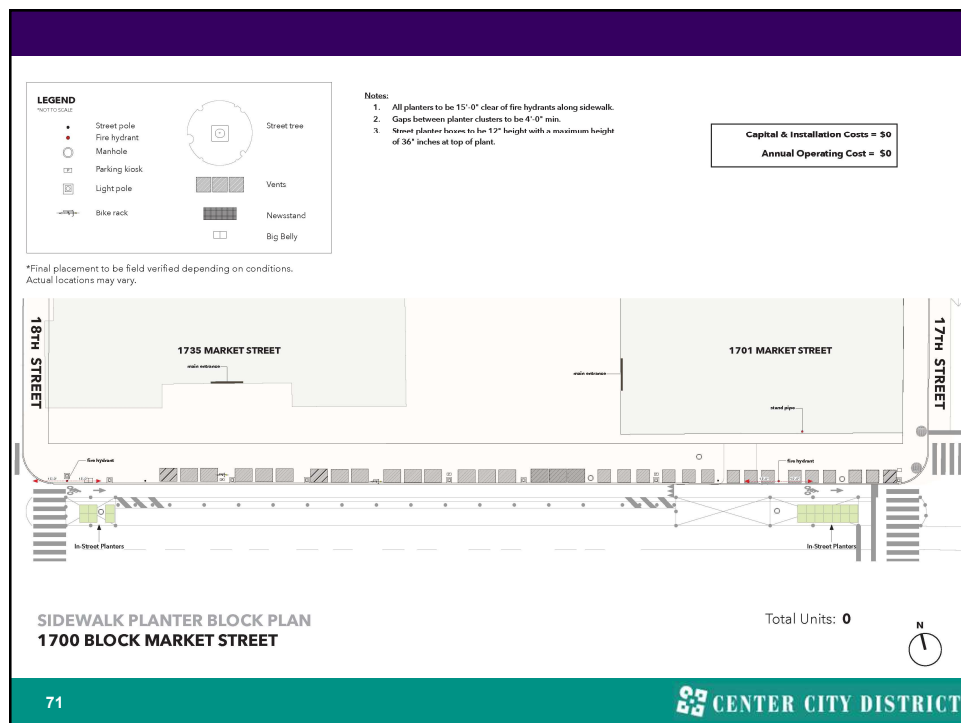 LEGEND
*NOT TO SCALE
Street pole
Fire hydrant
Manhole
Parking kiosk
Light pole
Bike rack
Street tree
Vents
Newsstand
Big Belly
Notes:
1. All planters to be 15'-0" clear of fire hydrants along sidewalk.
2. Gaps between planter clusters to be 4'-0" min.
3. Street planter boxes to be 12" height with a maximum height
of 36" inches at top of plant.
Capital & Installation Costs = $0
Annual Operating Cost = $0
*Final placement to be field verified depending on conditions.
Actual locations may vary.
18TH STREET
1735 MARKET STREET
main entrance
main entrance
1701 MARKET STREET
stand pipe
17TH STREET
fire hydrant
fire hydrant
In-Street Planters
In-Street Planters
SIDEWALK PLANTER BLOCK PLAN
1700 BLOCK MARKET STREET
Total Units: 0
N
71
CENTER CITY DISTRICT